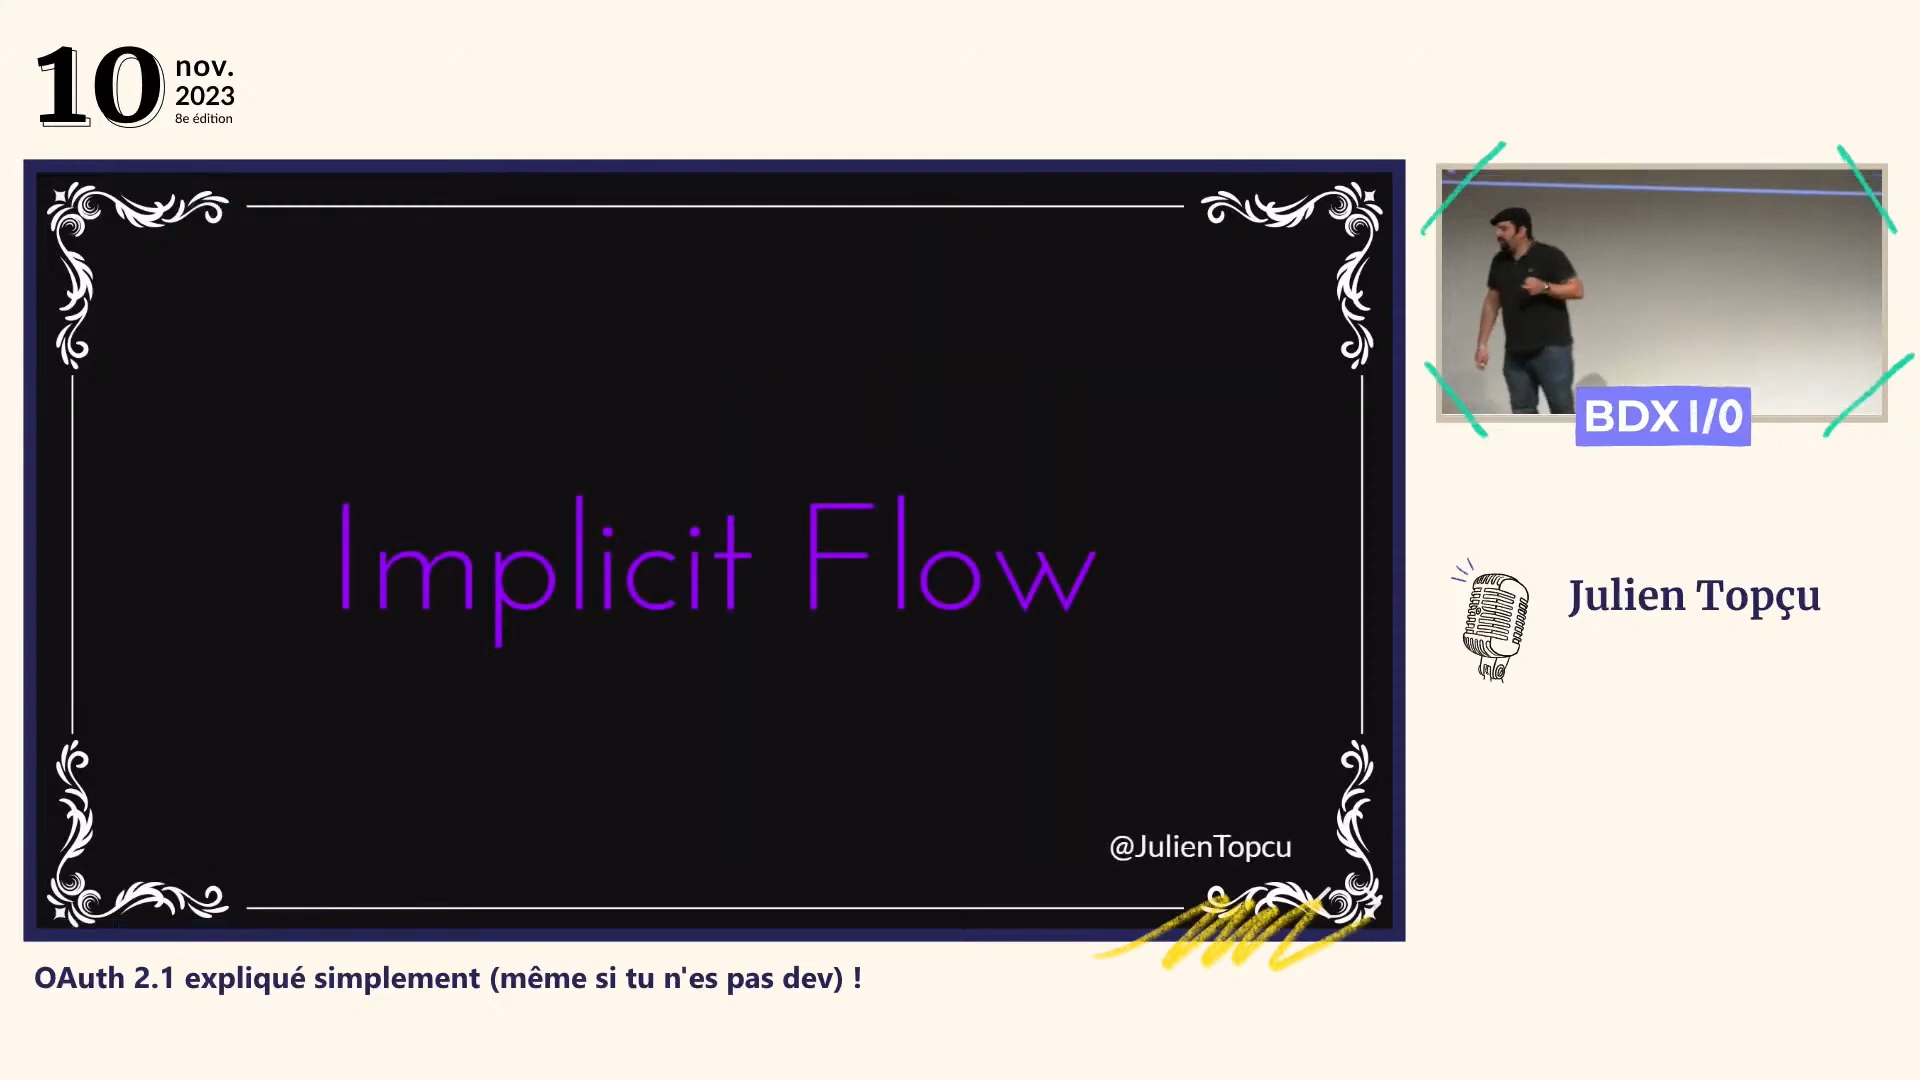 10
nov.
2023
8e édition
Implicit Flow
@JulienTopcu
BDX I/O
Julien Topçu
OAuth 2.1 expliqué simplement (même si tu n'es pas dev) !